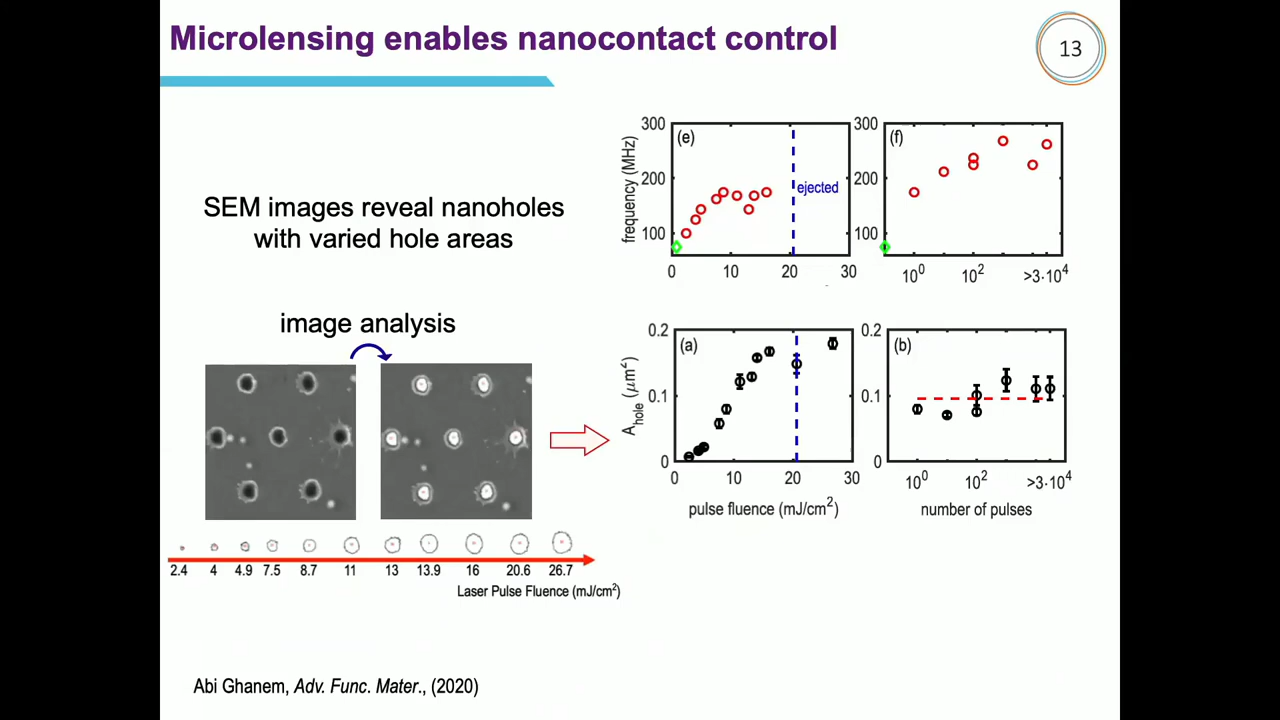 Microlensing enables nanocontact control
13
SEM images reveal nanoholes
with varied hole areas
image analysis
2.4 4 4.9 7.5 8.7 11 13 13.9 16 20.6 26.7
Laser Pulse Fluence (mJ/cm²)
(e)
frequency (MHz)
300
200
100
ejected
0 10 20 30
(f)
300
200
100
10⁰ 10² >3·10⁴
(a)
A_hole (μm²)
0.2
0.1
0
0 10 20 30
pulse fluence (mJ/cm²)
(b)
0.2
0.1
0
10⁰ 10² >3·10⁴
number of pulses
Abi Ghanem, Adv. Func. Mater., (2020)